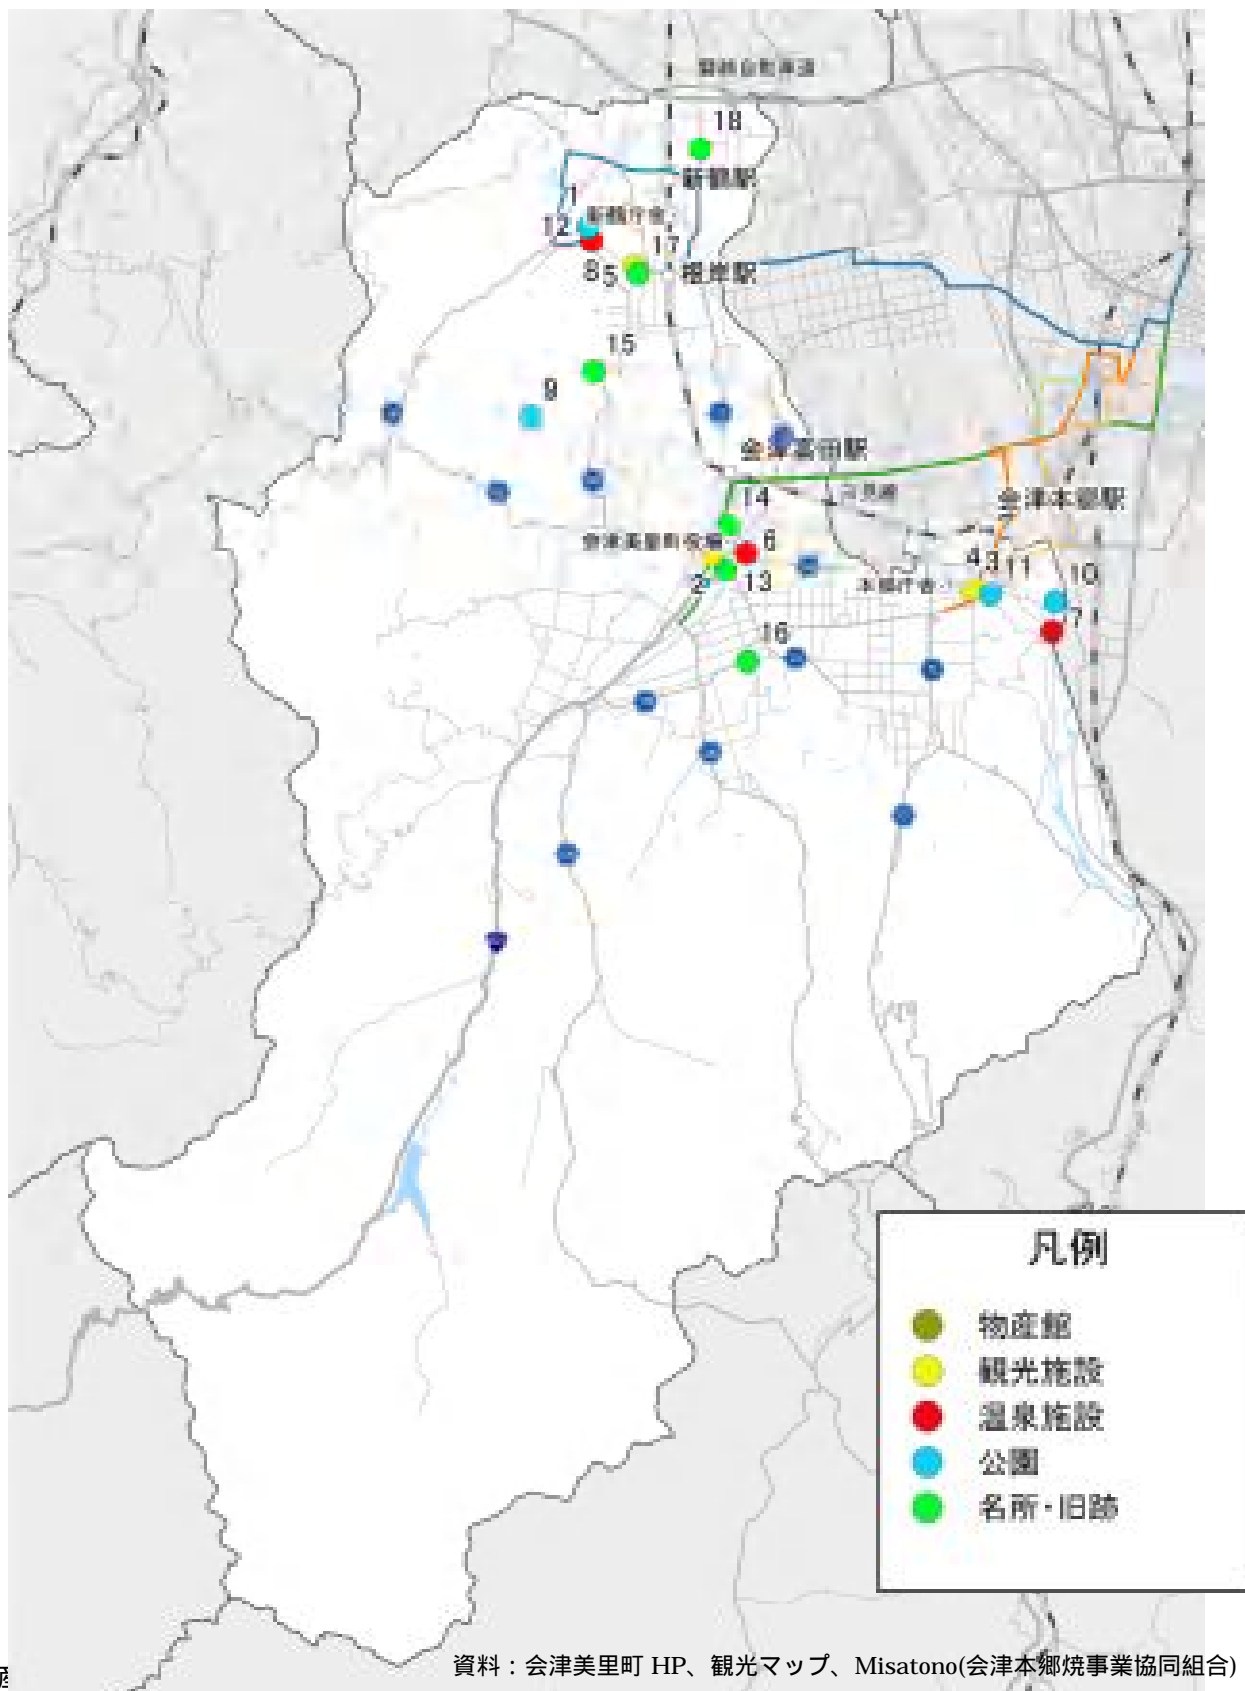 磐越自動車道
18
新鶴駅
1
新鶴庁舎
12
17
8
5
根岸駅
15
9
会津高田駅
14
只見線
会津本郷駅
会津美里町役場
6
2
13
本郷庁舎
4
3
11
10
7
16
凡例
物産館
観光施設
温泉施設
公園
名所・旧跡
資料：会津美里町 HP、観光マップ、Misatono(会津本郷焼事業協同組合)